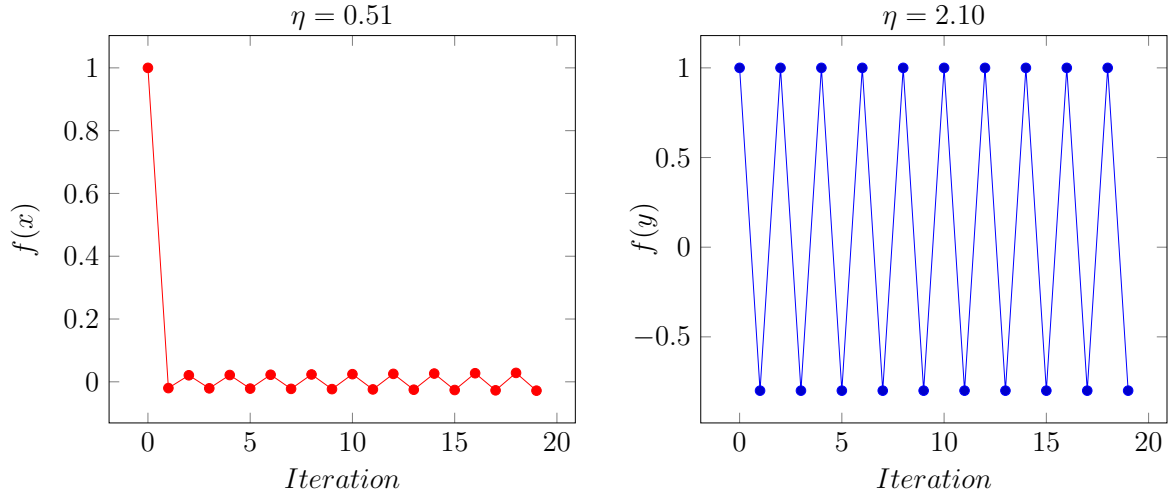 η = 0.51
1
0.8
0.6
0.4
0.2
0
f(x)
0 5 10 15 20
Iteration
η = 2.10
1
0.5
0
−0.5
f(y)
0 5 10 15 20
Iteration